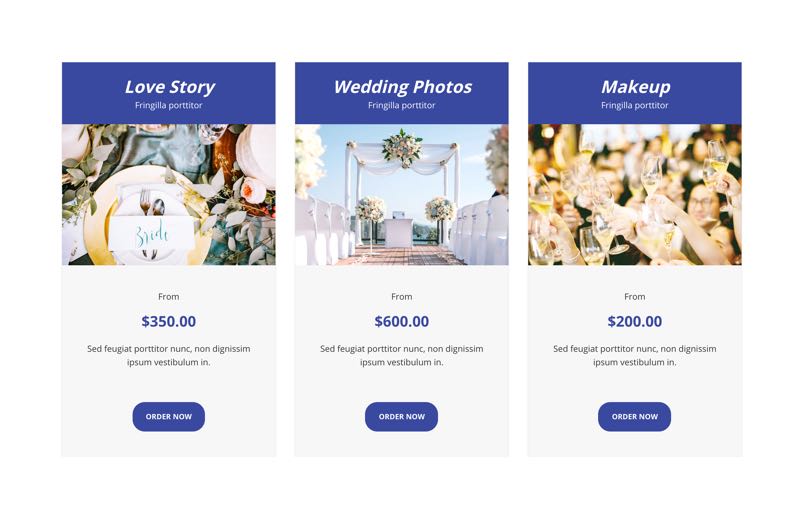 Love Story
Fringilla porttitor
Bride
From
$350.00
Sed feugiat porttitor nunc, non dignissim
ipsum vestibulum in.
ORDER NOW
Wedding Photos
Fringilla porttitor
From
$600.00
Sed feugiat porttitor nunc, non dignissim
ipsum vestibulum in.
ORDER NOW
Makeup
Fringilla porttitor
From
$200.00
Sed feugiat porttitor nunc, non dignissim
ipsum vestibulum in.
ORDER NOW